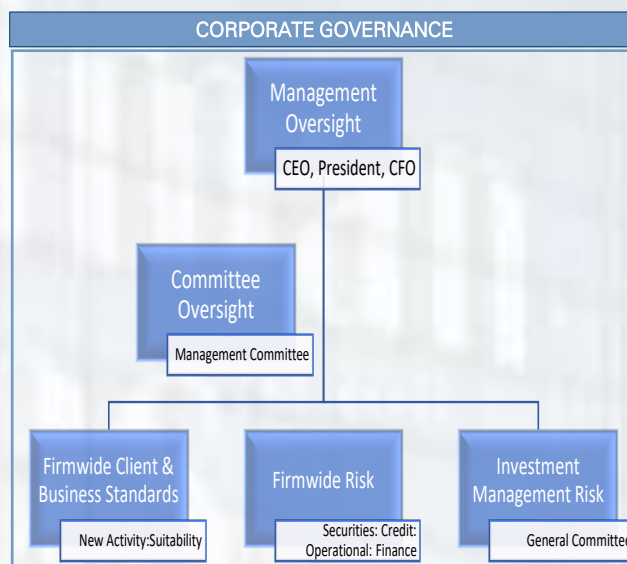 CORPORATE GOVERNANCE
Management
Oversight
CEO, President, CFO
Committee
Oversight
Management Committee
Firmwide Client &
Business Standards
New Activity:Suitability
Firmwide Risk
Securities: Credit:
Operational: Finance
Investment
Management Risk
General Committee